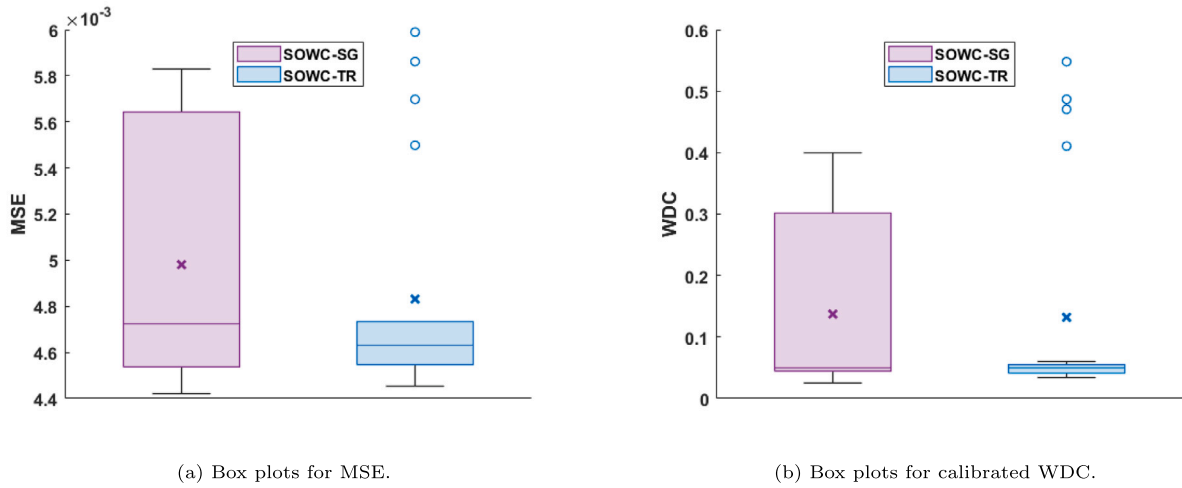 ×10⁻³
6
5.8
5.6
5.4
5.2
5
4.8
4.6
4.4
MSE
SOWC-SG
SOWC-TR
(a) Box plots for MSE.
0.6
0.5
0.4
0.3
0.2
0.1
0
WDC
SOWC-SG
SOWC-TR
(b) Box plots for calibrated WDC.